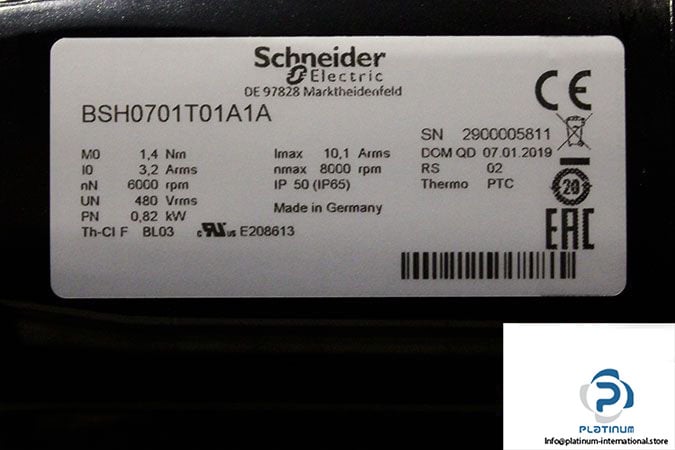 Schneider
Electric
DE 97828 Marktheidenfeld
BSH0701T01A1A
CE
SN 2900005811
M0 1,4 Nm Imax 10,1 Arms DOM QD 07.01.2019
I0 3,2 Arms nmax 8000 rpm RS 02
nN 6000 rpm IP 50 (IP65) Thermo PTC
UN 480 Vrms
PN 0,82 kW Made in Germany
Th-Cl F BL03 c RU us E208613
20
EAC
PLATINUM
Info@platinum-international.store